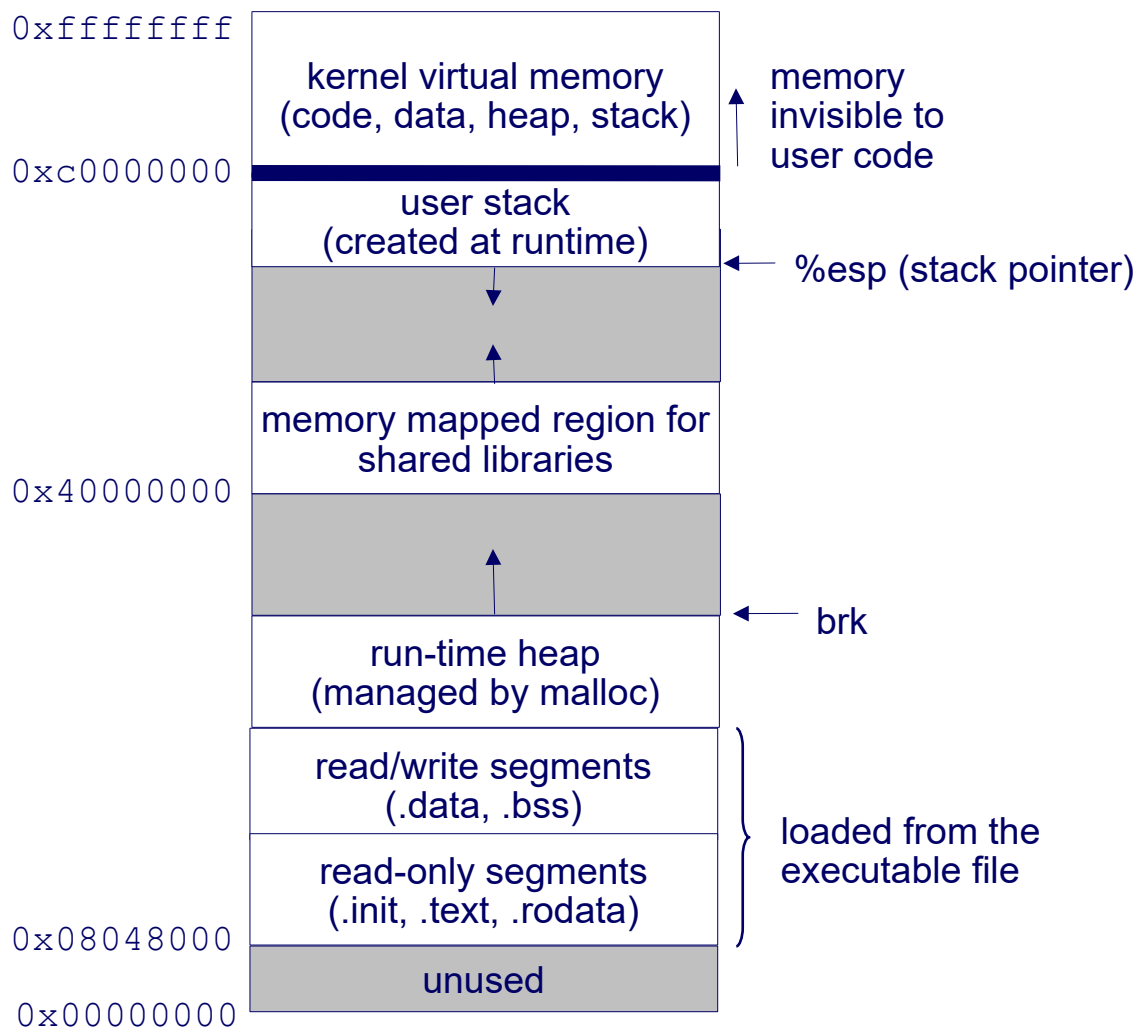 0xffffffff
kernel virtual memory
(code, data, heap, stack)
memory
invisible to
user code
0xc0000000
user stack
(created at runtime)
%esp (stack pointer)
memory mapped region for
shared libraries
0x40000000
brk
run-time heap
(managed by malloc)
read/write segments
(.data, .bss)
loaded from the
executable file
read-only segments
(.init, .text, .rodata)
0x08048000
unused
0x00000000